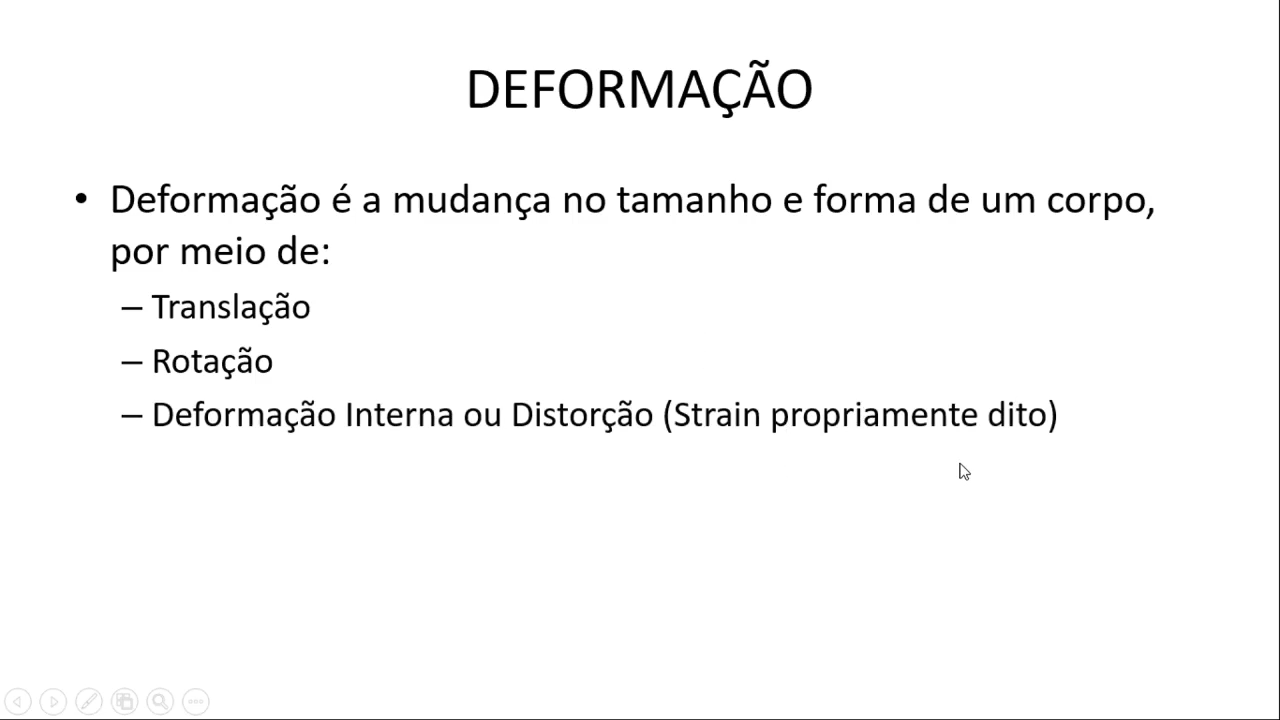 DEFORMAÇÃO
• Deformação é a mudança no tamanho e forma de um corpo,
por meio de:
– Translação
– Rotação
– Deformação Interna ou Distorção (Strain propriamente dito)